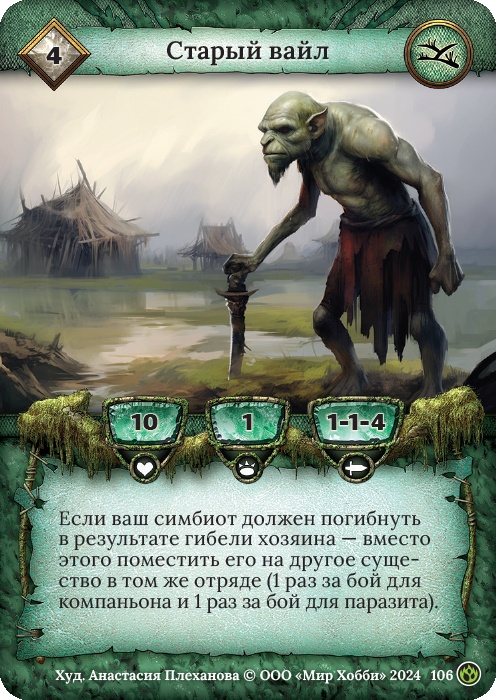 4
Старый вайл
10
1
1-1-4
Если ваш симбиот должен погибнуть
в результате гибели хозяина — вместо
этого поместить его на другое суще-
ство в том же отряде (1 раз за бой для
компаньона и 1 раз за бой для паразита).
Худ. Анастасия Плеханова © ООО «Мир Хобби» 2024 106